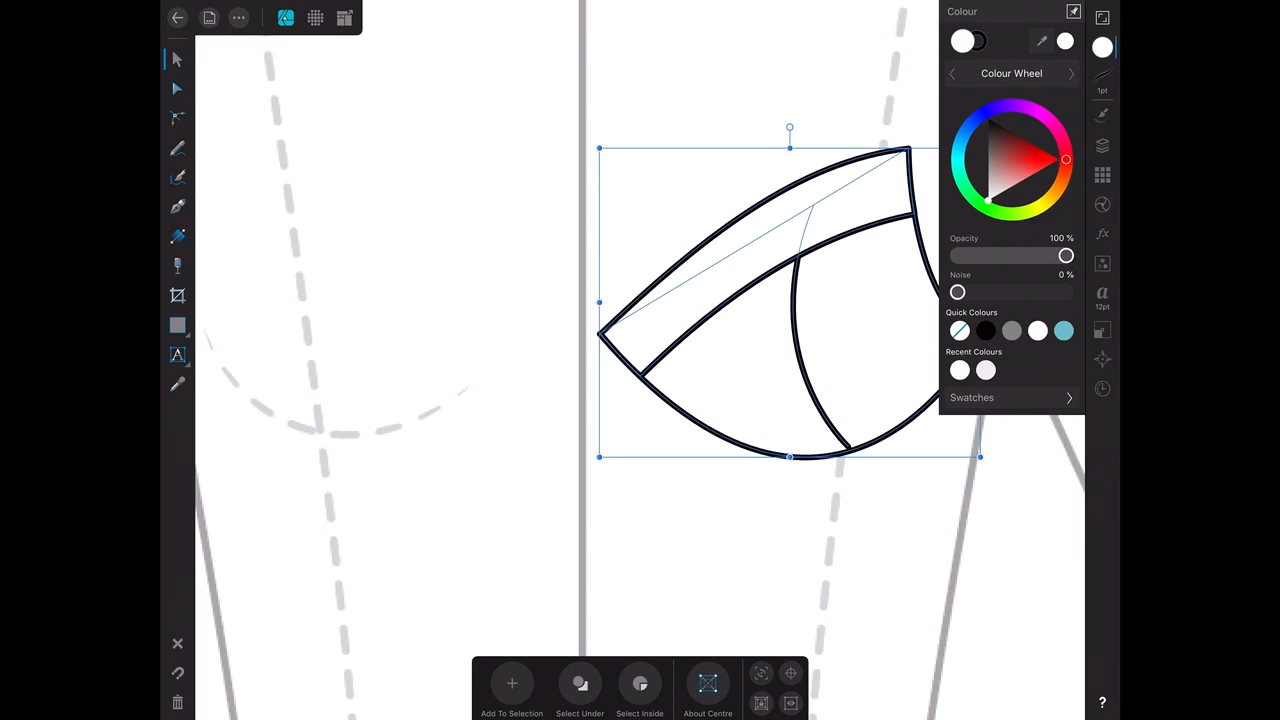 Colour
Colour Wheel
1pt
Opacity 100 %
Noise 0 %
Quick Colours
Recent Colours
Swatches
fx
a
12pt
A
Add To Selection
Select Under
Select Inside
About Centre
?